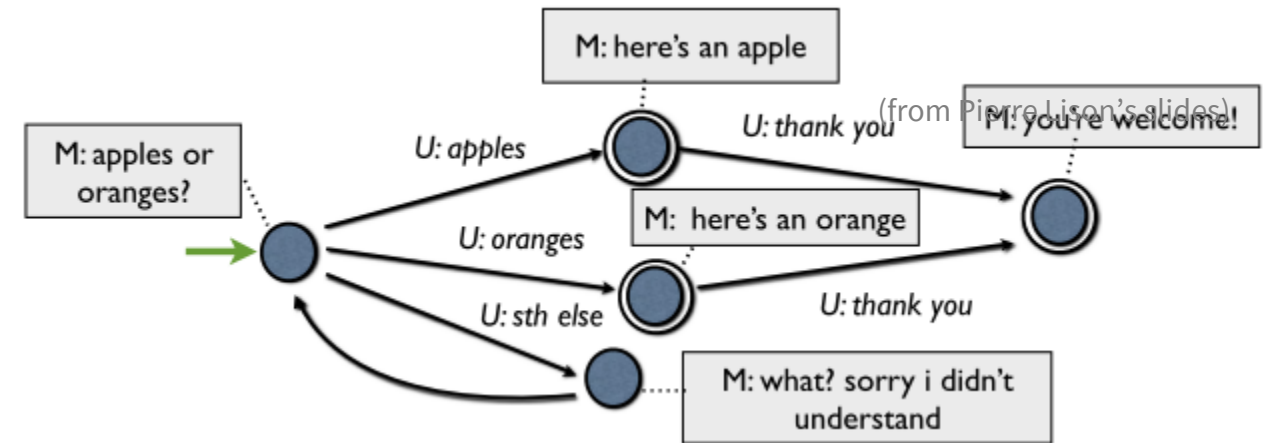 M: here's an apple
(from Pierre Lison's slides)
M: you're welcome!
U: thank you
M: apples or
oranges?
U: apples
M: here's an orange
U: oranges
U: sth else
U: thank you
M: what? sorry i didn't
understand